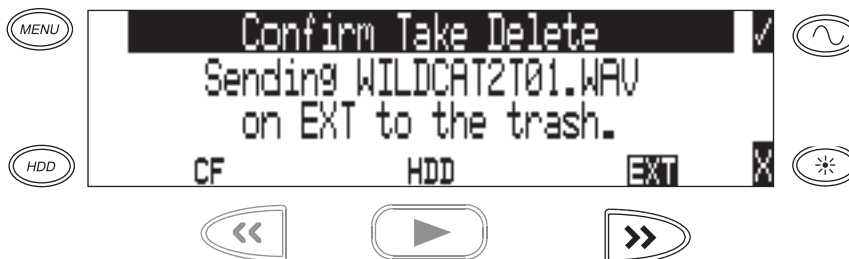 MENU
Confirm Take Delete
Sending WILDCAT2T01.WAV
on EXT to the trash.
HDD
CF HDD EXT X